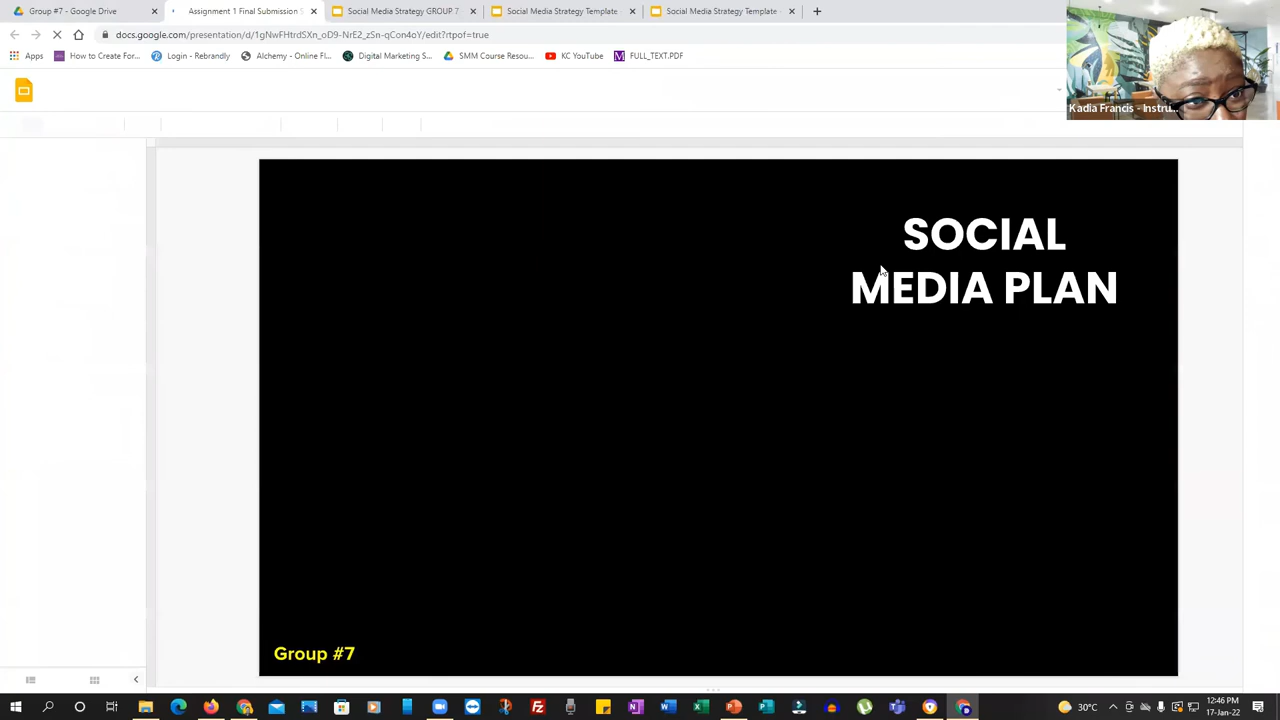 Group #7 - Google Drive
Assignment 1 Final Submission S
Social Media Strategy GROUP 7
Social Media Strategy Template
Social Media Strategy Template
docs.google.com/presentation/d/1gNwFHtrdSXn_oD9-NrE2_zSn-qCon4oY/edit?rtpof=true
Apps
How to Create For...
Login - Rebrandly
Alchemy - Online Fl...
Digital Marketing S...
SMM Course Resou...
KC YouTube
FULL_TEXT.PDF
Kadia Francis - Instru...
SOCIAL
MEDIA PLAN
Group #7
30°C
12:46 PM
17-Jan-22